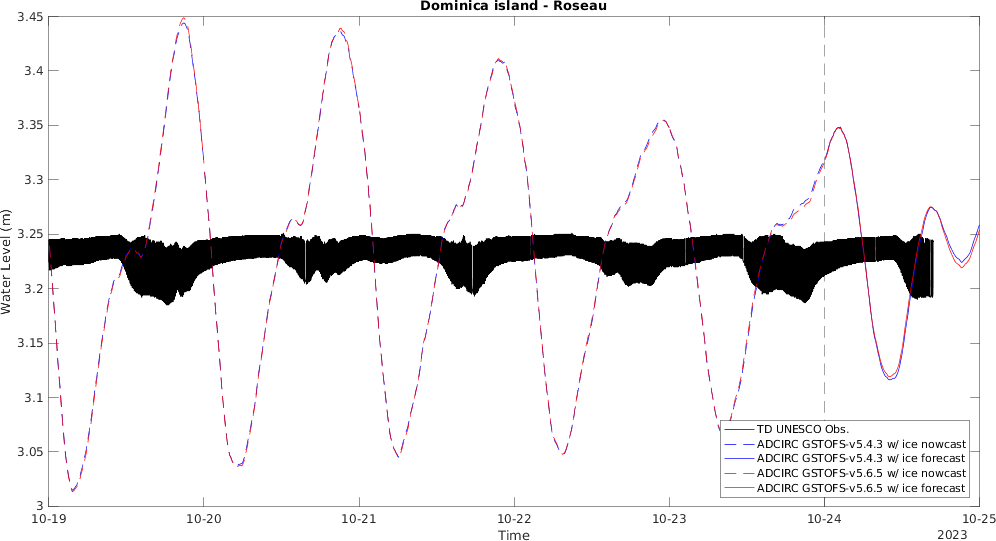 Dominica island - Roseau
3.45
3.4
3.35
3.3
3.25
3.2
3.15
3.1
3.05
3
Water Level (m)
TD UNESCO Obs.
ADCIRC GSTOFS-v5.4.3 w/ ice nowcast
ADCIRC GSTOFS-v5.4.3 w/ ice forecast
ADCIRC GSTOFS-v5.6.5 w/ ice nowcast
ADCIRC GSTOFS-v5.6.5 w/ ice forecast
10-19 10-20 10-21 10-22 10-23 10-24 10-25
Time
2023